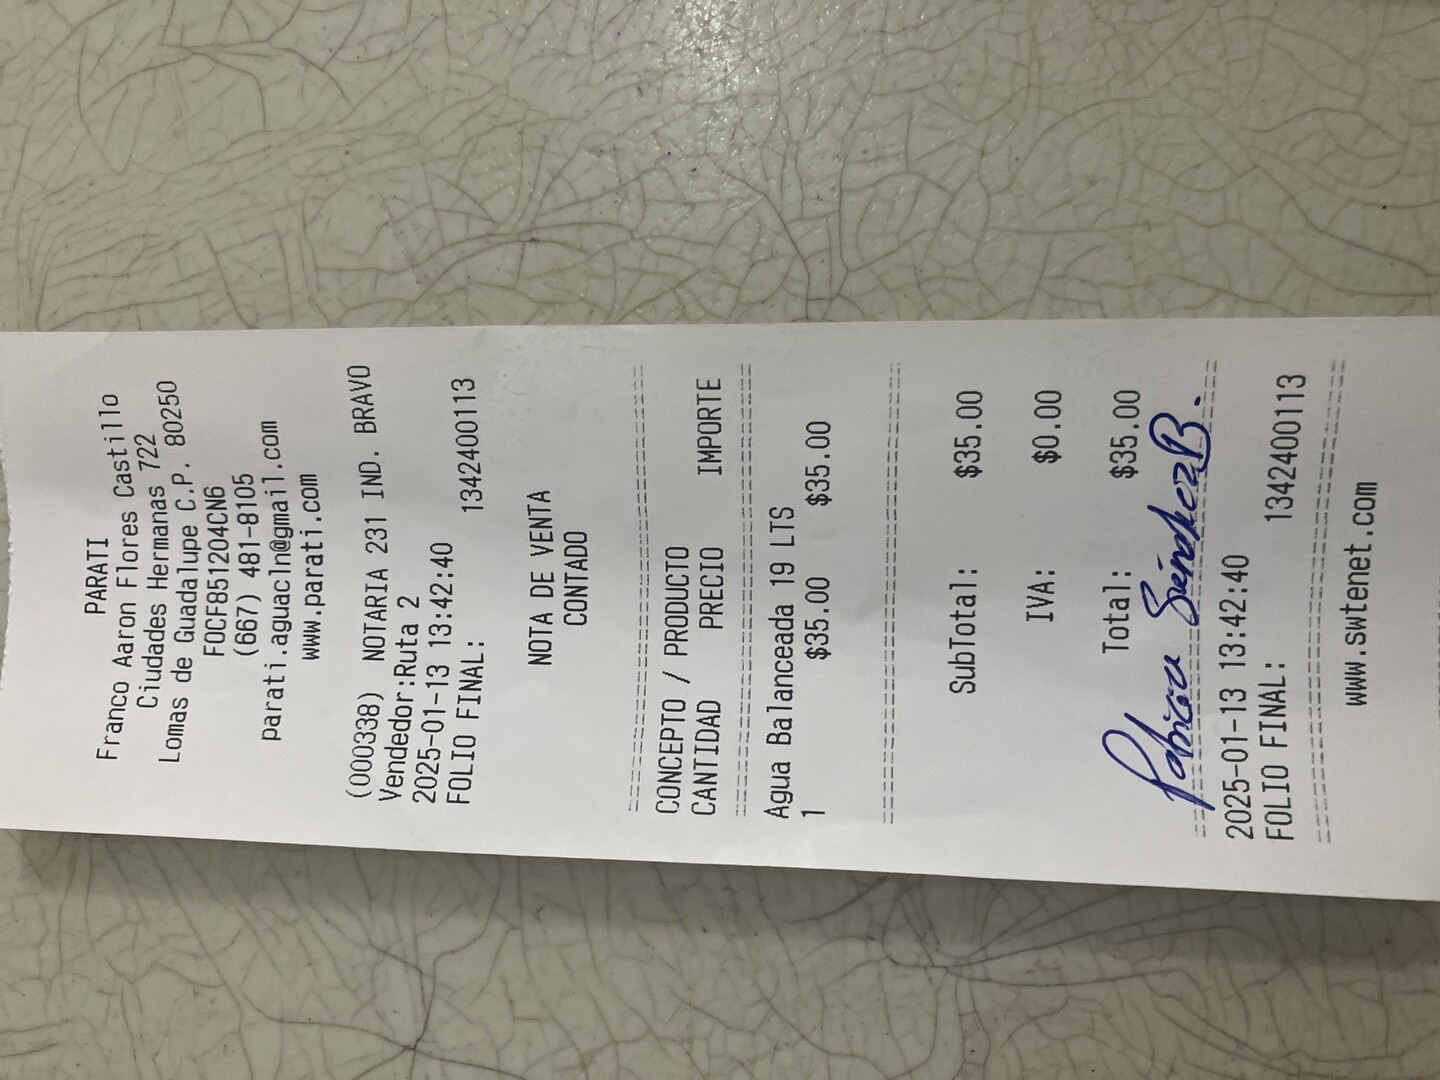 PARATI
Franco Aaron Flores Castillo
Ciudades Hermanas 722
Lomas de Guadalupe C.P. 80250
FOCF851204CN6
(667) 481-8105
parati.aguacln@gmail.com
www.parati.com
(000338) NOTARIA 231 IND. BRAVO
Vendedor:Ruta 2
2025-01-13 13:42:40
FOLIO FINAL: 1342400113
NOTA DE VENTA
CONTADO
CONCEPTO / PRODUCTO
CANTIDAD PRECIO IMPORTE
Agua Balanceada 19 LTS
1 $35.00 $35.00
SubTotal: $35.00
IVA: $0.00
Total: $35.00
Sánchez B.
2025-01-13 13:42:40
FOLIO FINAL: 1342400113
www.swtenet.com